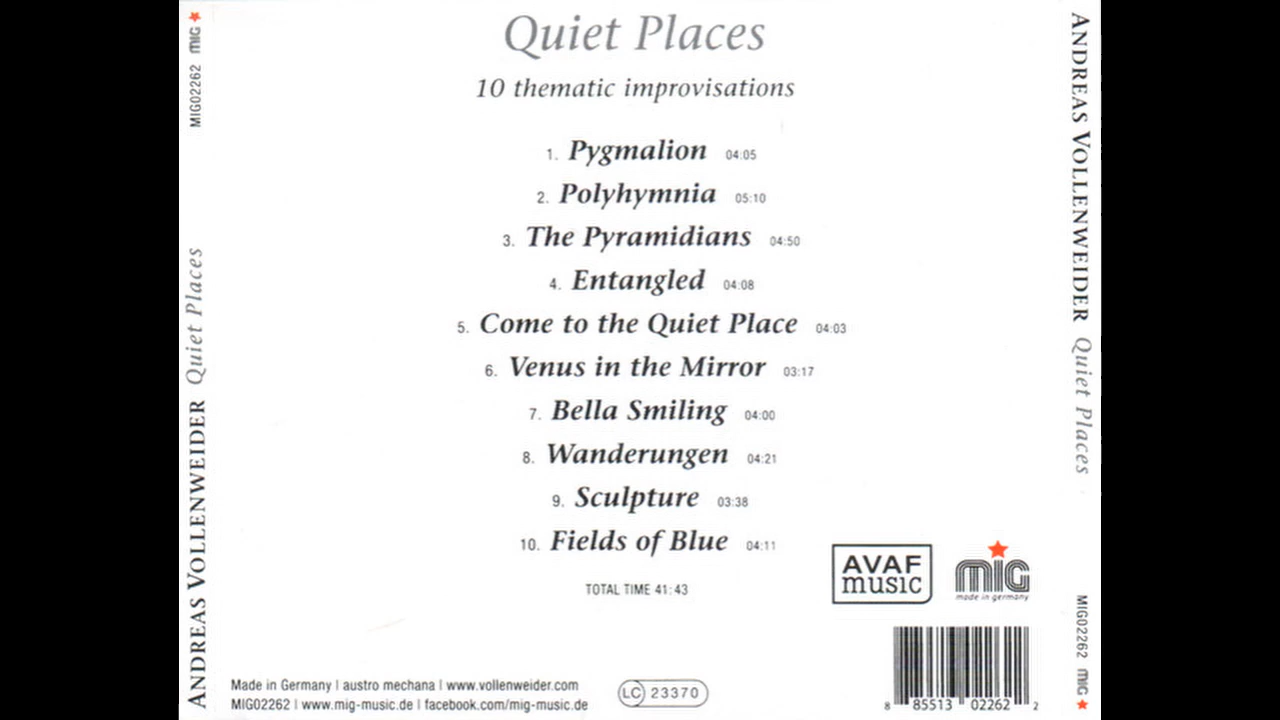 Quiet Places
10 thematic improvisations
1. Pygmalion 04:05
2. Polyhymnia 05:10
3. The Pyramidians 04:50
4. Entangled 04:08
5. Come to the Quiet Place 04:03
6. Venus in the Mirror 03:17
7. Bella Smiling 04:00
8. Wanderungen 04:21
9. Sculpture 03:38
10. Fields of Blue 04:11
TOTAL TIME 41:43
AVAF
music
mig
made in germany
Made in Germany | austro mechana | www.vollenweider.com
MIG02262 | www.mig-music.de | facebook.com/mig-music.de
LC 23370
8 85513 02262 2
ANDREAS VOLLENWEIDER Quiet Places MIG02262 mig
ANDREAS VOLLENWEIDER Quiet Places MIG02262 mig